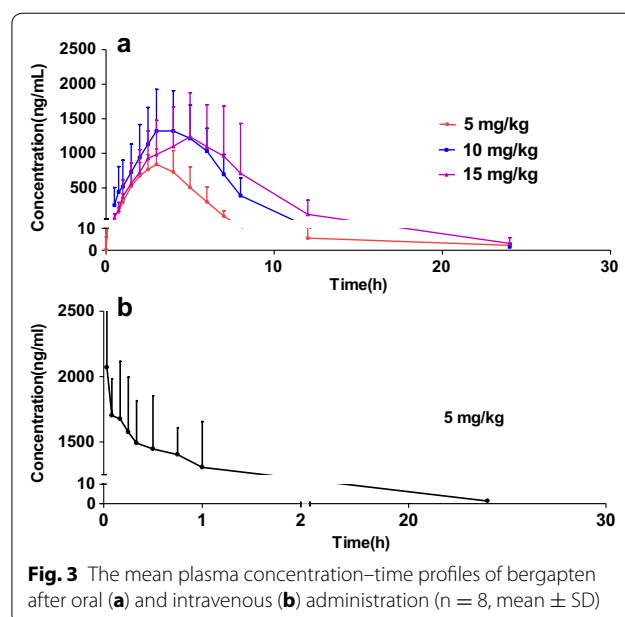 a
2500
2000
1500
1000
500
10
0
Concentration(ng/mL)
5 mg/kg
10 mg/kg
15 mg/kg
0 10 20 30
Time(h)
b
2500
2000
1500
10
0
Concentration(ng/ml)
5 mg/kg
0 1 2 20 30
Time(h)
Fig. 3 The mean plasma concentration–time profiles of bergapten
after oral (a) and intravenous (b) administration (n = 8, mean ± SD)